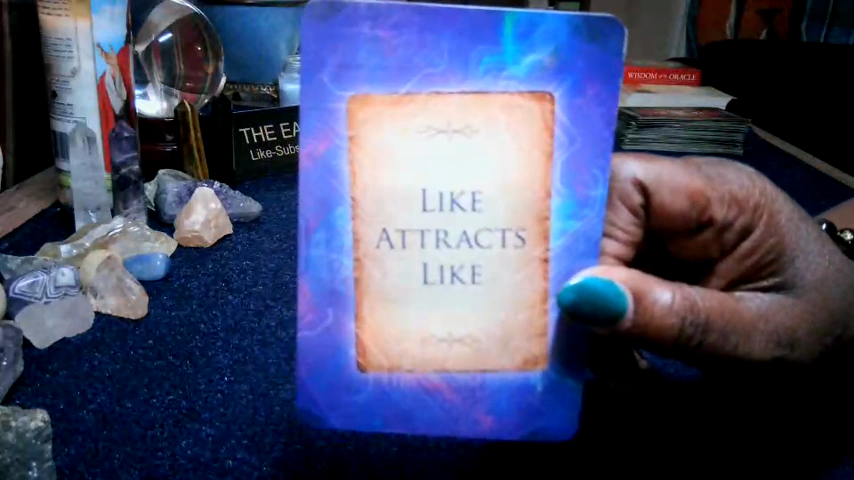 LIKE
ATTRACTS
LIKE
THE EA
Like-Subs
WISDOM of the ORACLE